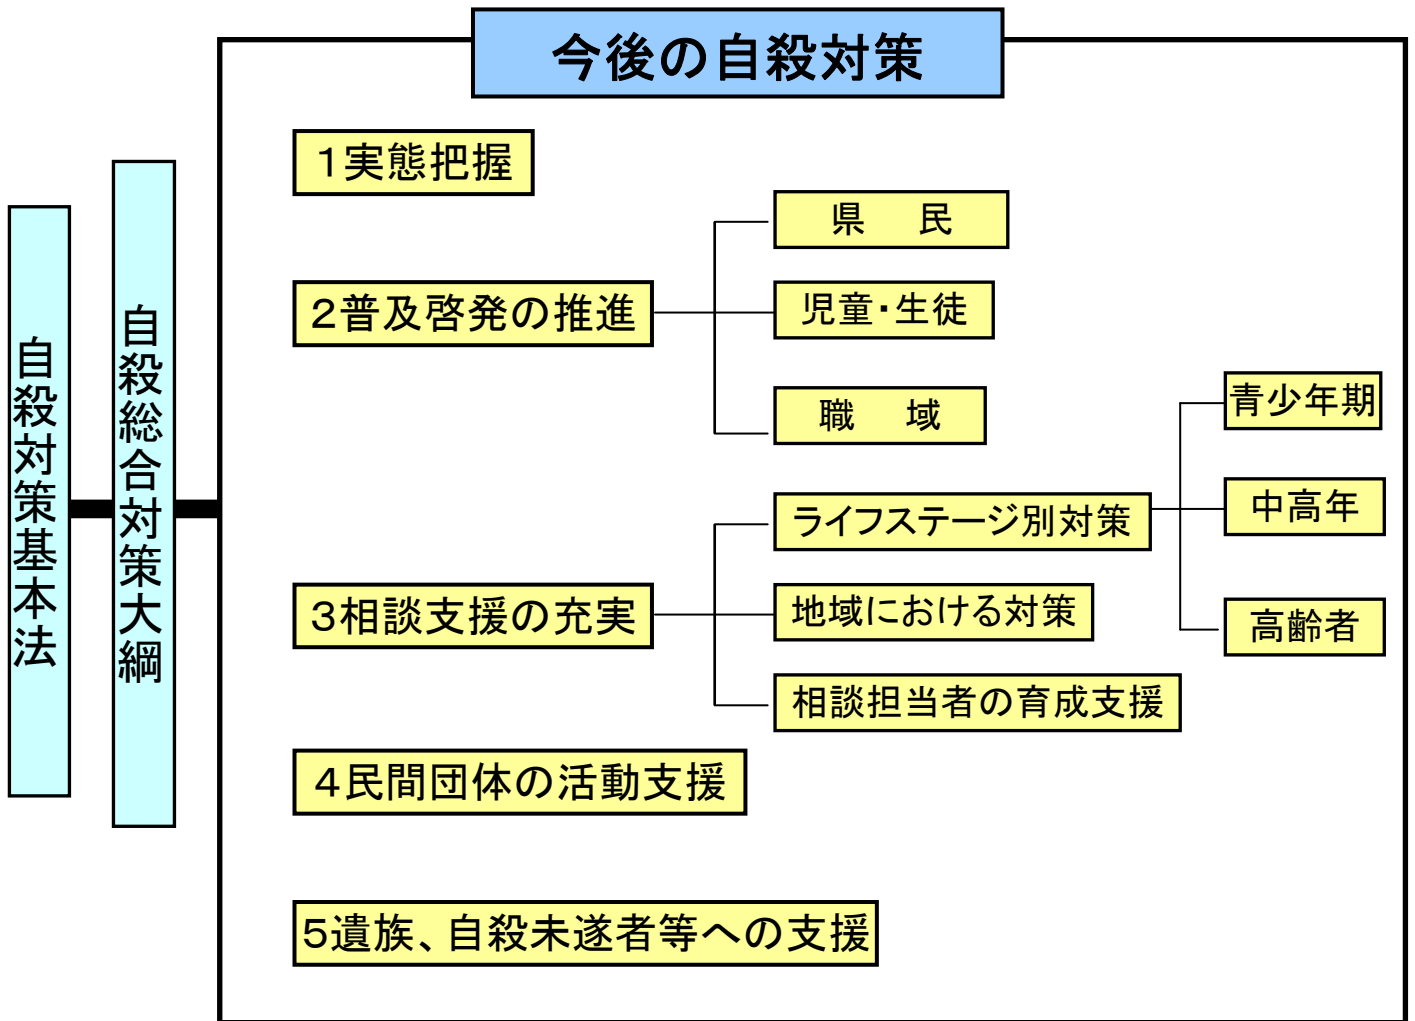 今後の自殺対策
自殺対策基本法
自殺総合対策大綱
１実態把握
２普及啓発の推進
県　民
児童・生徒
職　域
３相談支援の充実
ライフステージ別対策
青少年期
中高年
高齢者
地域における対策
相談担当者の育成支援
４民間団体の活動支援
５遺族、自殺未遂者等への支援